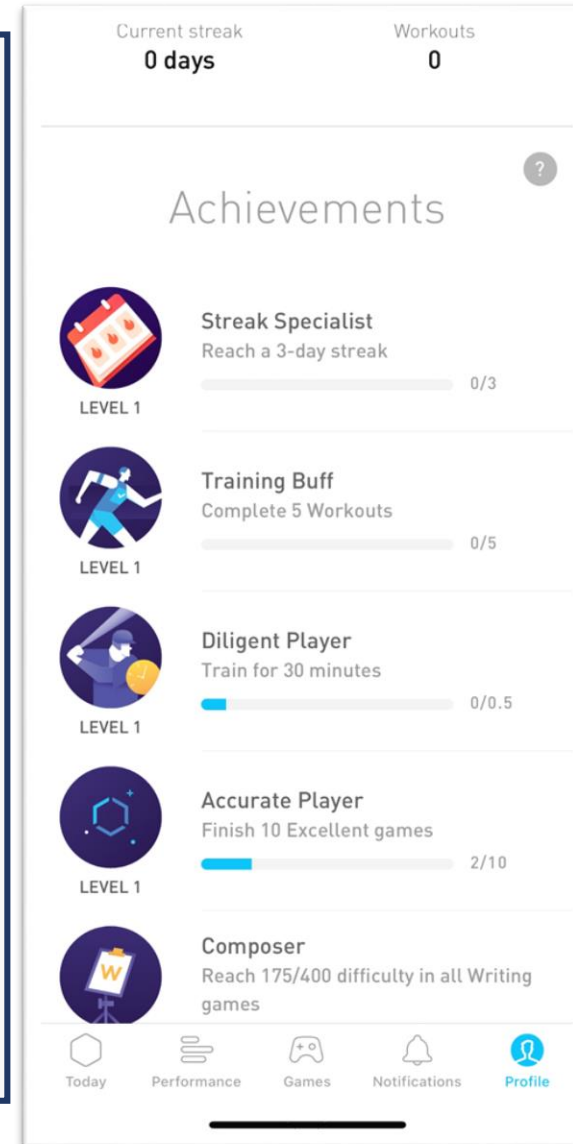 Current streak
0 days
Workouts
0
?
Achievements
LEVEL 1
Streak Specialist
Reach a 3-day streak
0/3
LEVEL 1
Training Buff
Complete 5 Workouts
0/5
LEVEL 1
Diligent Player
Train for 30 minutes
0/0.5
LEVEL 1
Accurate Player
Finish 10 Excellent games
2/10
W
Composer
Reach 175/400 difficulty in all Writing
games
Today
Performance
Games
Notifications
Profile